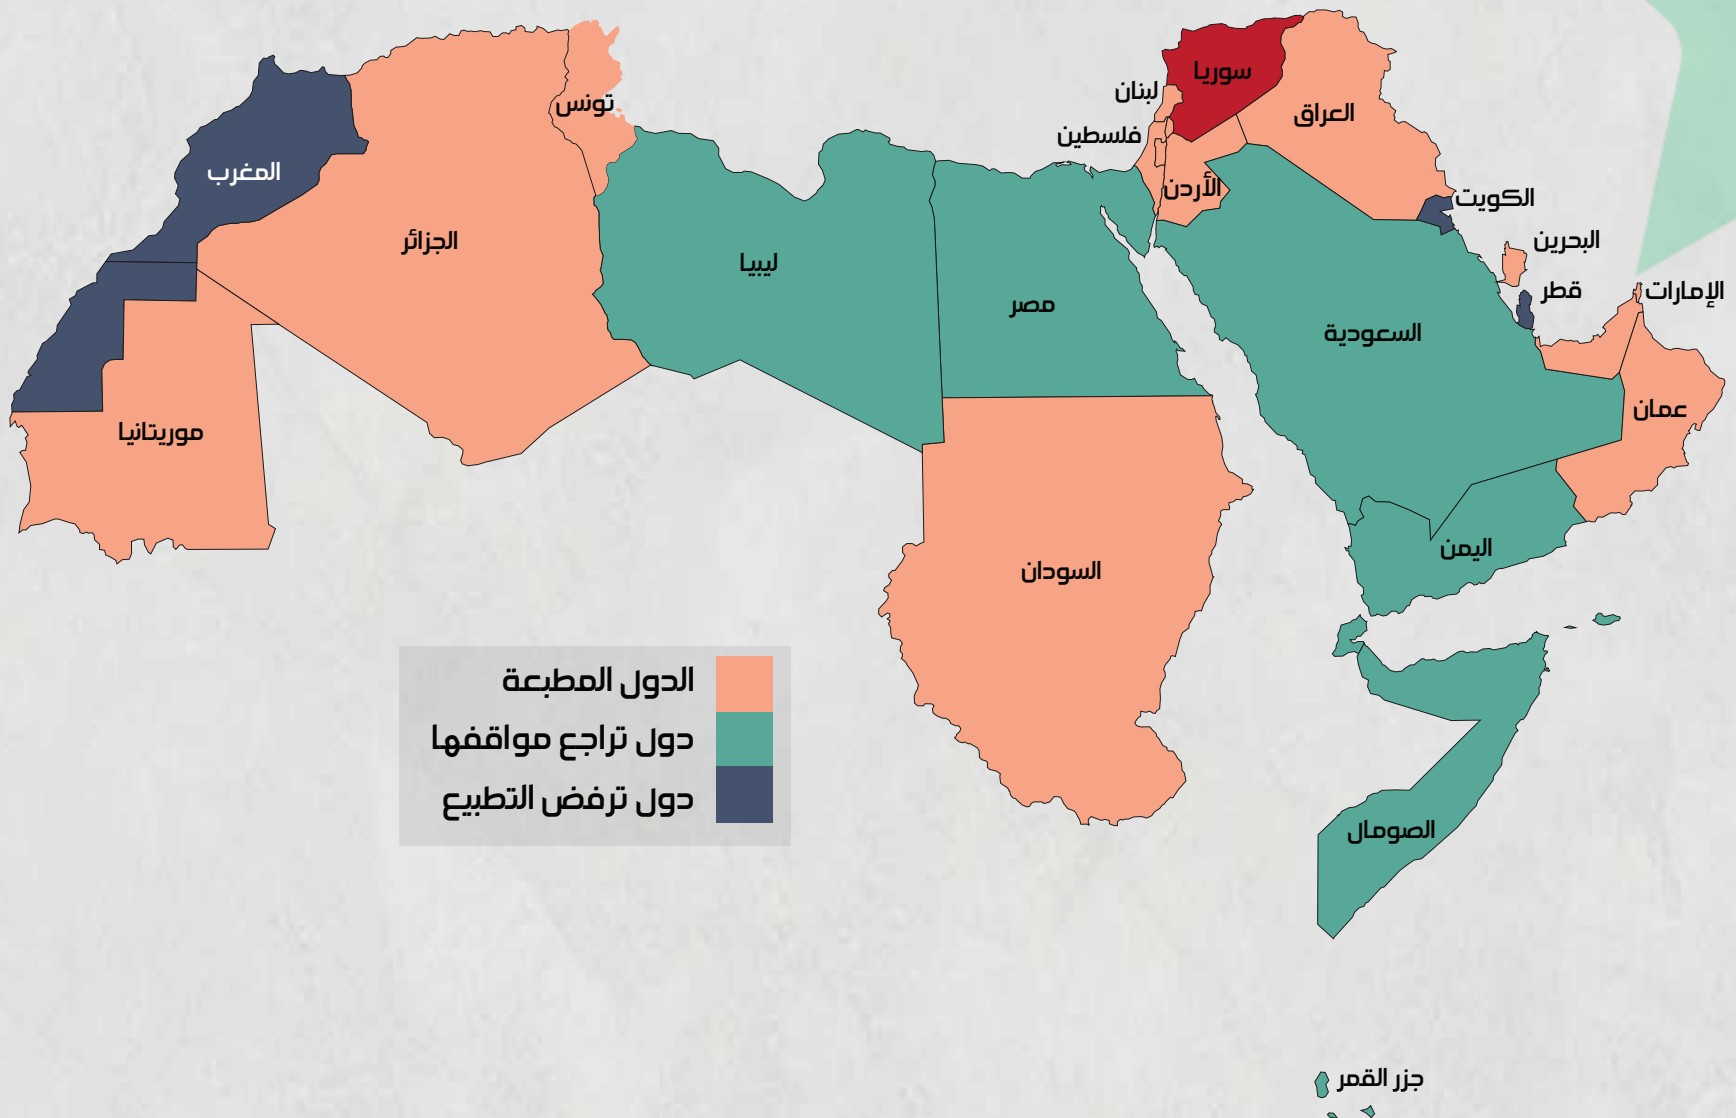 سوريا
العراق
لبنان
فلسطين
الأردن
تونس
المغرب
الجزائر
ليبيا
مصر
السعودية
الكويت
البحرين
قطر
الإمارات
عمان
موريتانيا
السودان
اليمن
الصومال
جزر القمر
الدول المطبعة
دول تراجع مواقفها
دول ترفض التطبيع